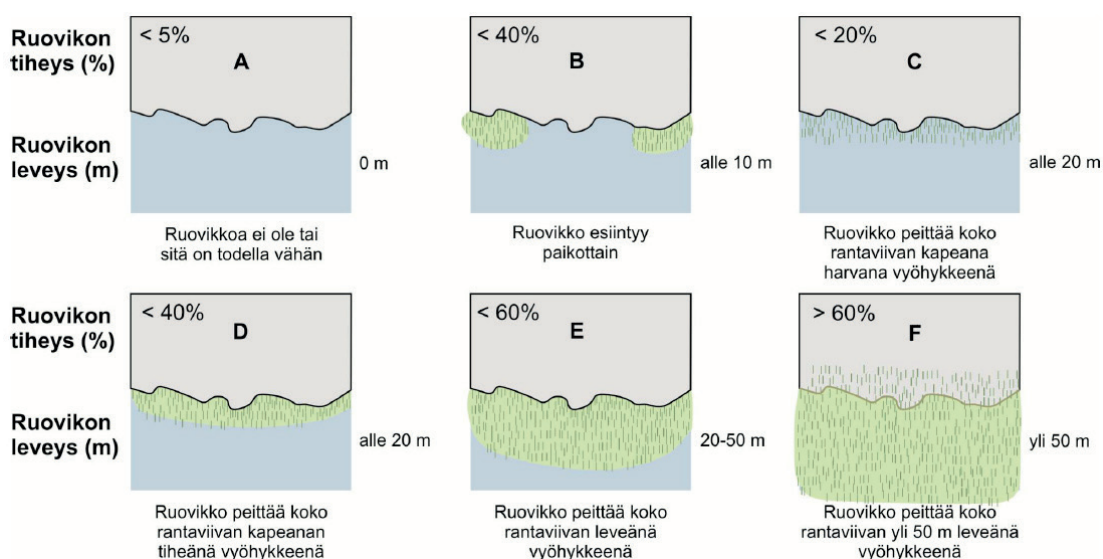 Ruovikon
tiheys (%)
< 5%
A
< 40%
B
< 20%
C
Ruovikon
leveys (m)
0 m
alle 10 m
alle 20 m
Ruovikkoa ei ole tai
sitä on todella vähän
Ruovikko esiintyy
paikottain
Ruovikko peittää koko
rantaviivan kapeana
harvana vyöhykkeenä
Ruovikon
tiheys (%)
< 40%
D
< 60%
E
> 60%
F
Ruovikon
leveys (m)
alle 20 m
20-50 m
yli 50 m
Ruovikko peittää koko
rantaviivan kapeanan
tiheänä vyöhykkeenä
Ruovikko peittää koko
rantaviivan leveänä
vyöhykkeenä
Ruovikko peittää koko
rantaviivan yli 50 m leveänä
vyöhykkeenä